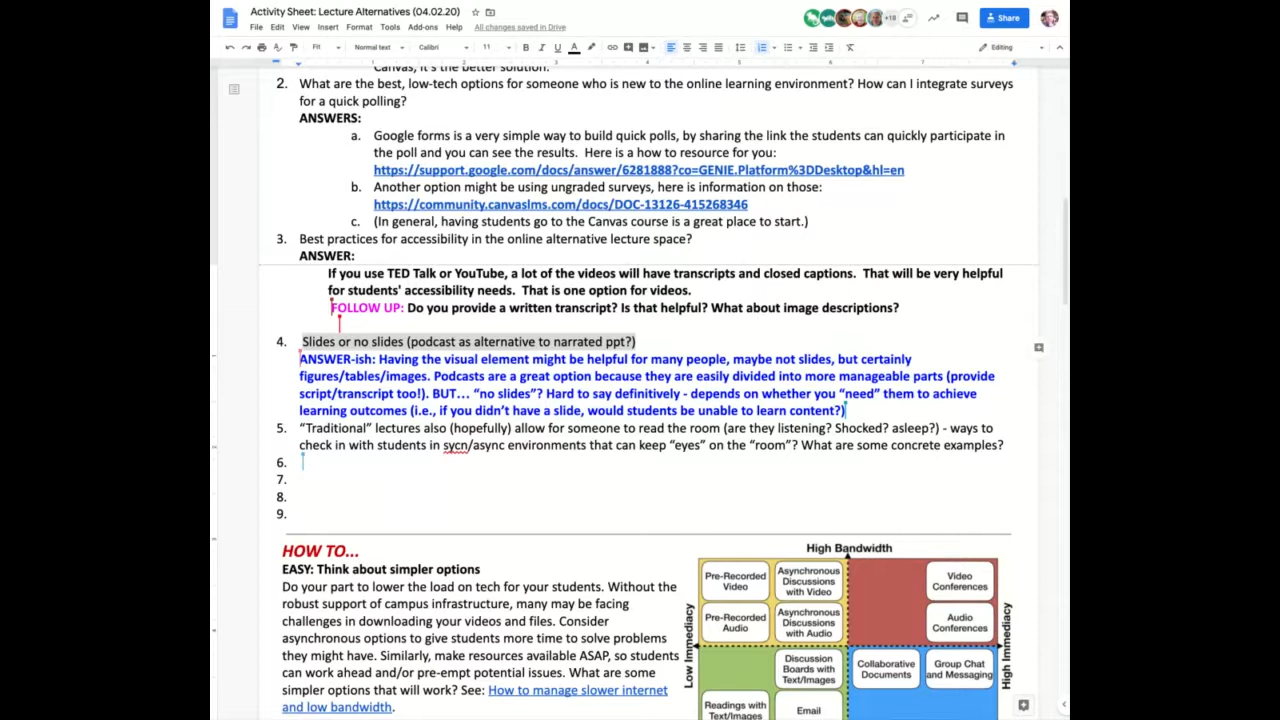 Activity Sheet: Lecture Alternatives (04.02.20)
+18
Share
File Edit View Insert Format Tools Add-ons Help All changes saved in Drive
Fit Normal text Calibri 11 B I U A Editing
Canvas, it's the better solution.
2. What are the best, low-tech options for someone who is new to the online learning environment? How can I integrate surveys
for a quick polling?
ANSWERS:
a. Google forms is a very simple way to build quick polls, by sharing the link the students can quickly participate in
the poll and you can see the results. Here is a how to resource for you:
https://support.google.com/docs/answer/6281888?co=GENIE.Platform%3DDesktop&hl=en
b. Another option might be using ungraded surveys, here is information on those:
https://community.canvaslms.com/docs/DOC-13126-415268346
c. (In general, having students go to the Canvas course is a great place to start.)
3. Best practices for accessibility in the online alternative lecture space?
ANSWER:
If you use TED Talk or YouTube, a lot of the videos will have transcripts and closed captions. That will be very helpful
for students' accessibility needs. That is one option for videos.
FOLLOW UP: Do you provide a written transcript? Is that helpful? What about image descriptions?
4. Slides or no slides (podcast as alternative to narrated ppt?)
ANSWER-ish: Having the visual element might be helpful for many people, maybe not slides, but certainly
figures/tables/images. Podcasts are a great option because they are easily divided into more manageable parts (provide
script/transcript too!). BUT… “no slides”? Hard to say definitively - depends on whether you “need” them to achieve
learning outcomes (i.e., if you didn’t have a slide, would students be unable to learn content?)
5. “Traditional” lectures also (hopefully) allow for someone to read the room (are they listening? Shocked? asleep?) - ways to
check in with students in sycn/async environments that can keep “eyes” on the “room”? What are some concrete examples?
6.
7.
8.
9.
HOW TO...
EASY: Think about simpler options
Do your part to lower the load on tech for your students. Without the
robust support of campus infrastructure, many may be facing
challenges in downloading your videos and files. Consider
asynchronous options to give students more time to solve problems
they might have. Similarly, make resources available ASAP, so students
can work ahead and/or pre-empt potential issues. What are some
simpler options that will work? See: How to manage slower internet
and low bandwidth.
High Bandwidth
Low Immediacy
High Immediacy
Pre-Recorded
Video
Asynchronous
Discussions
with Video
Video
Conferences
Pre-Recorded
Audio
Asynchronous
Discussions
with Audio
Audio
Conferences
Discussion
Boards with
Text/Images
Collaborative
Documents
Group Chat
and Messaging
Readings with
Text/Images
Email